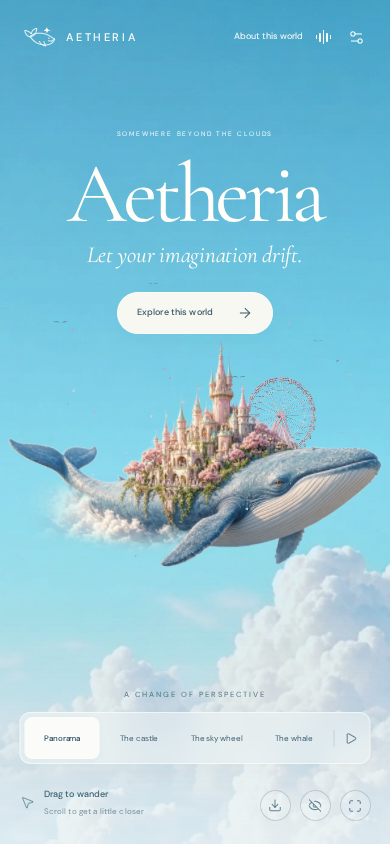 AETHERIA
About this world
SOMEWHERE BEYOND THE CLOUDS
Aetheria
Let your imagination drift.
Explore this world
A CHANGE OF PERSPECTIVE
Panorama
The castle
The sky wheel
The whale
Drag to wander
Scroll to get a little closer